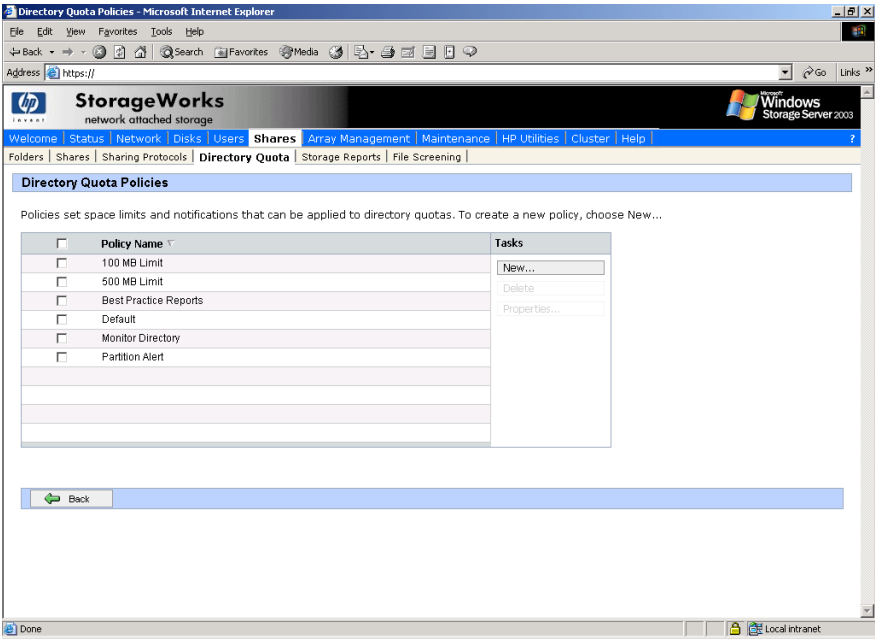 Directory Quota Policies - Microsoft Internet Explorer
File Edit View Favorites Tools Help
Back Search Favorites Media
Address https:// Go Links »
hp StorageWorks
invent network attached storage
Microsoft
Windows
Storage Server 2003
Welcome | Status | Network | Disks | Users | Shares | Array Management | Maintenance | HP Utilities | Cluster | Help | ?
Folders | Shares | Sharing Protocols | Directory Quota | Storage Reports | File Screening |
Directory Quota Policies
Policies set space limits and notifications that can be applied to directory quotas. To create a new policy, choose New...
Policy Name Tasks
100 MB Limit
New...
500 MB Limit
Delete
Best Practice Reports
Properties...
Default
Monitor Directory
Partition Alert
Back
Done Local intranet